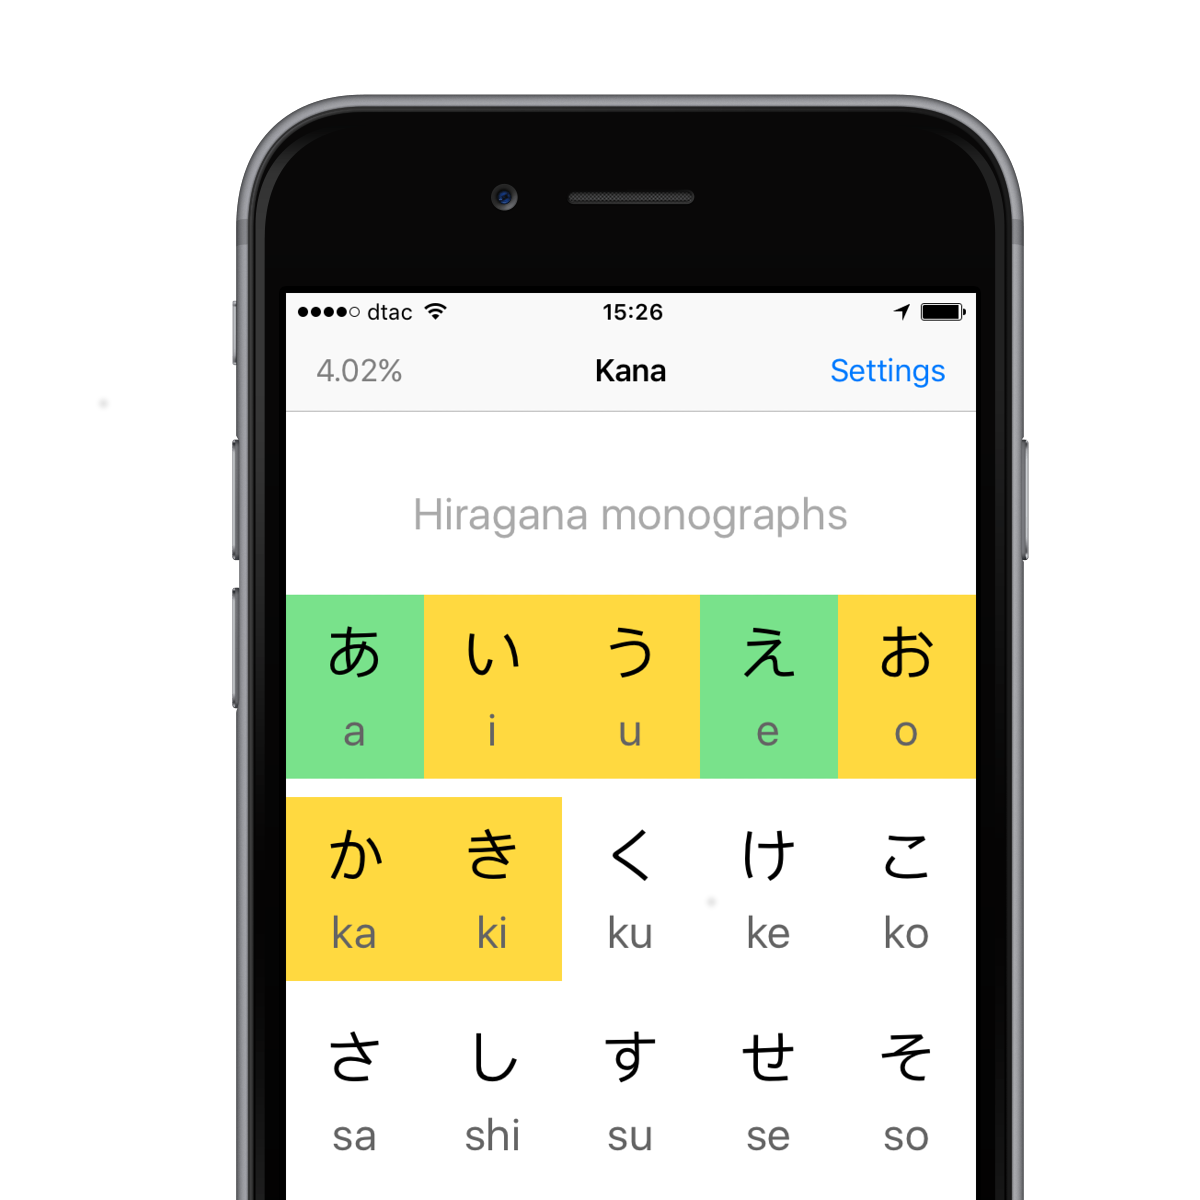 dtac 15:26
4.02% Kana Settings
Hiragana monographs
あ い う え お
a i u e o
か き く け こ
ka ki ku ke ko
さ し す せ そ
sa shi su se so